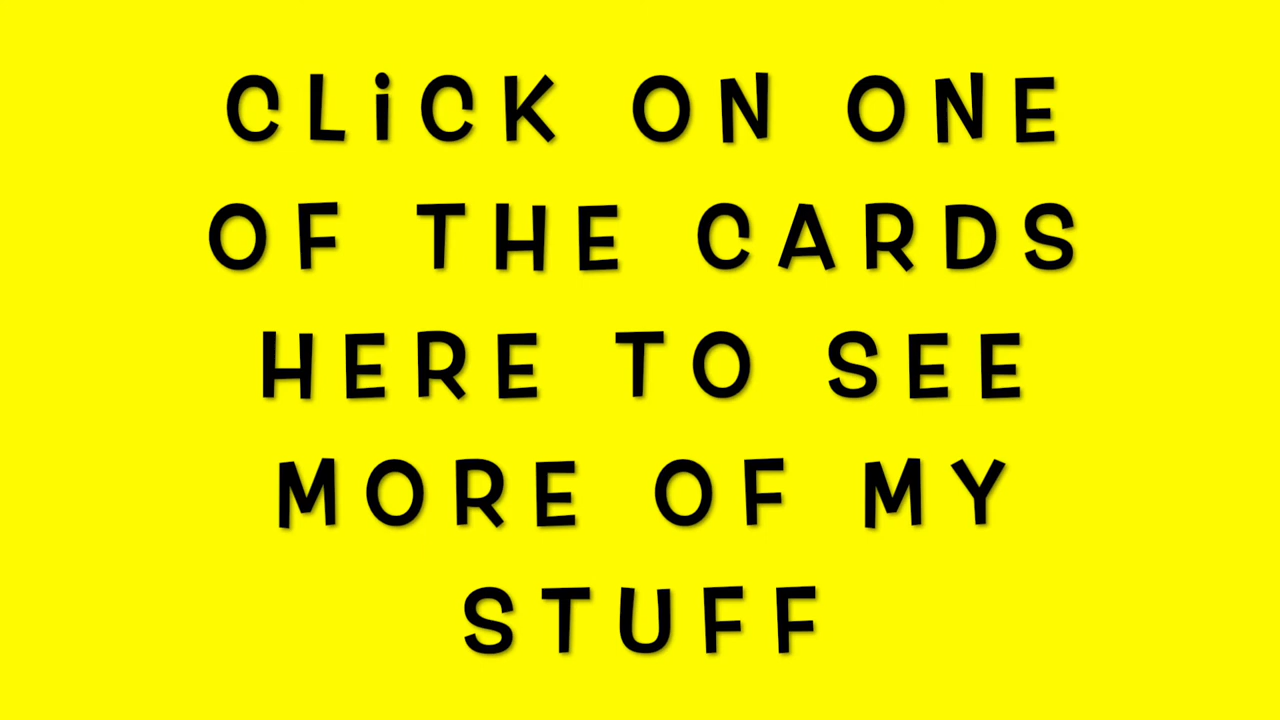 CLiCK ON ONE
OF THE CARDS
HERE TO SEE
MORE OF MY
STUFF